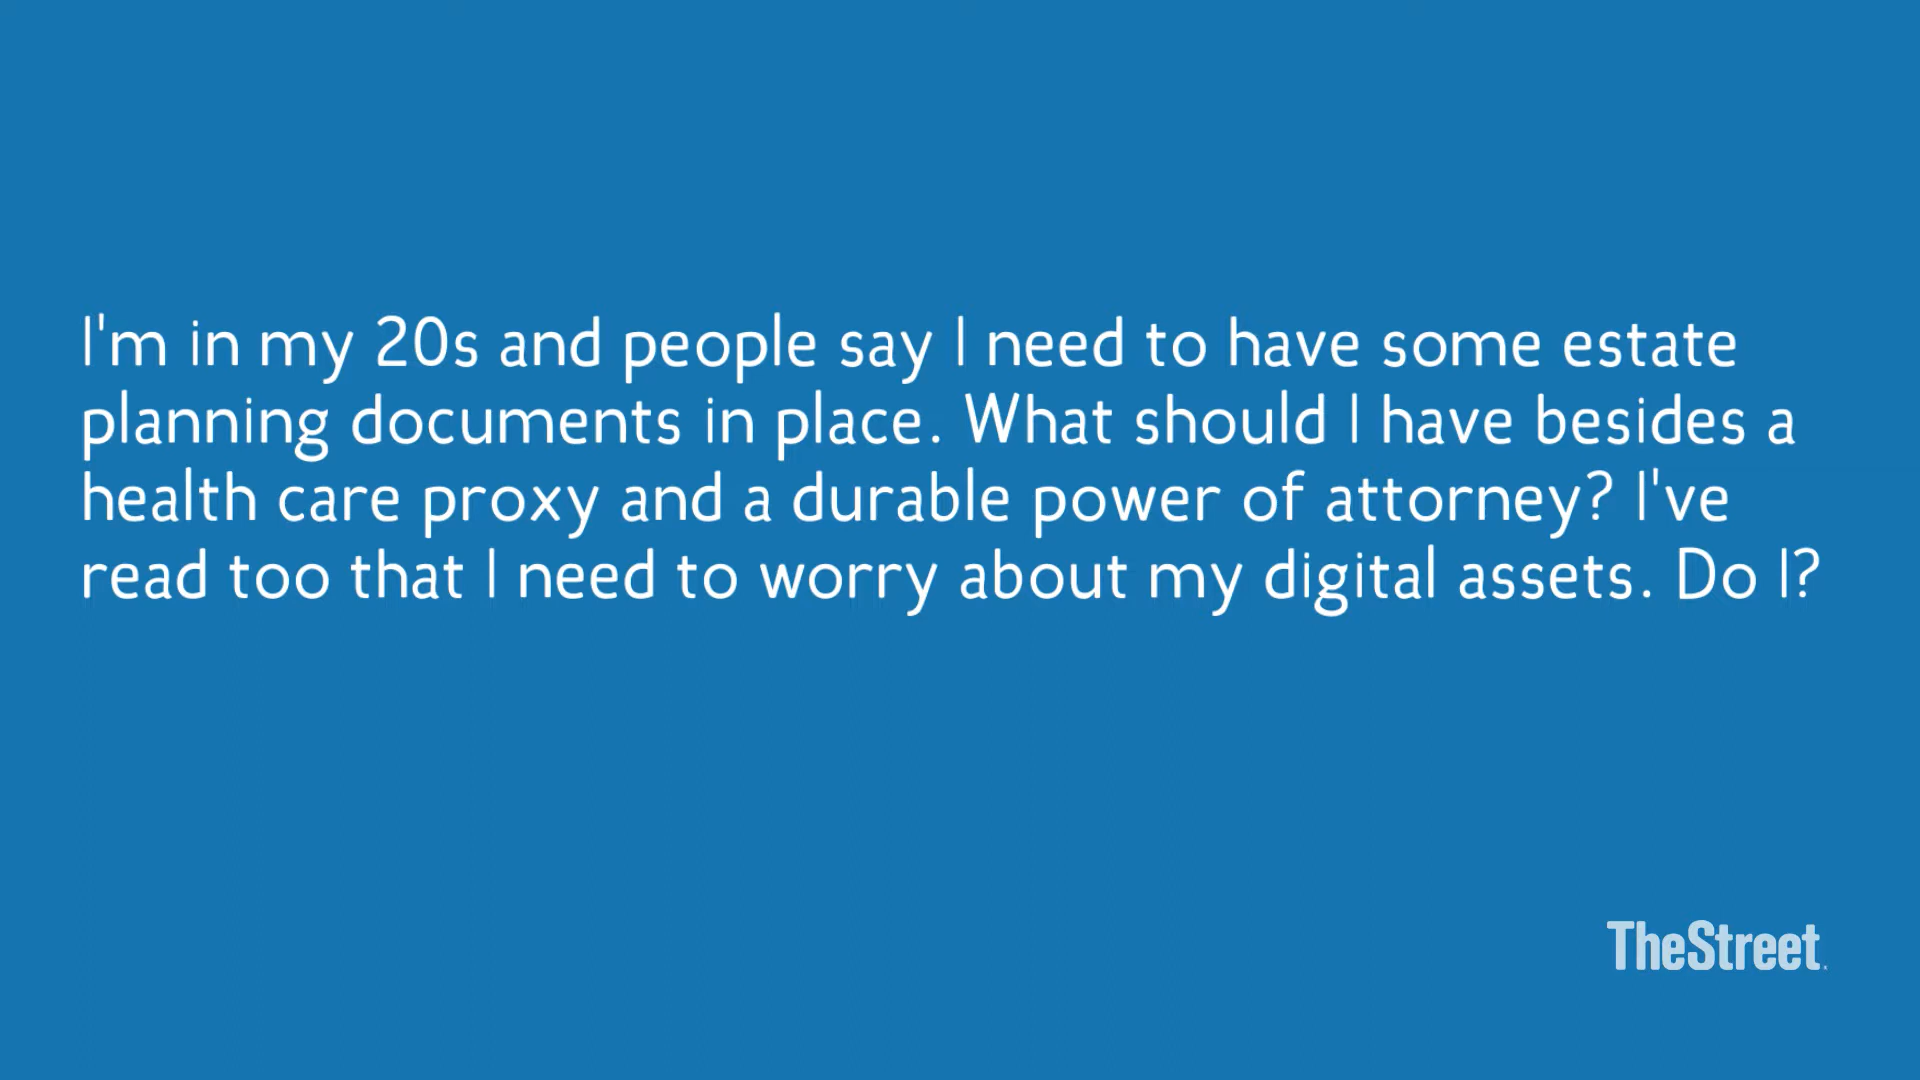 I'm in my 20s and people say I need to have some estate
planning documents in place. What should I have besides a
health care proxy and a durable power of attorney? I've
read too that I need to worry about my digital assets. Do I?
TheStreet